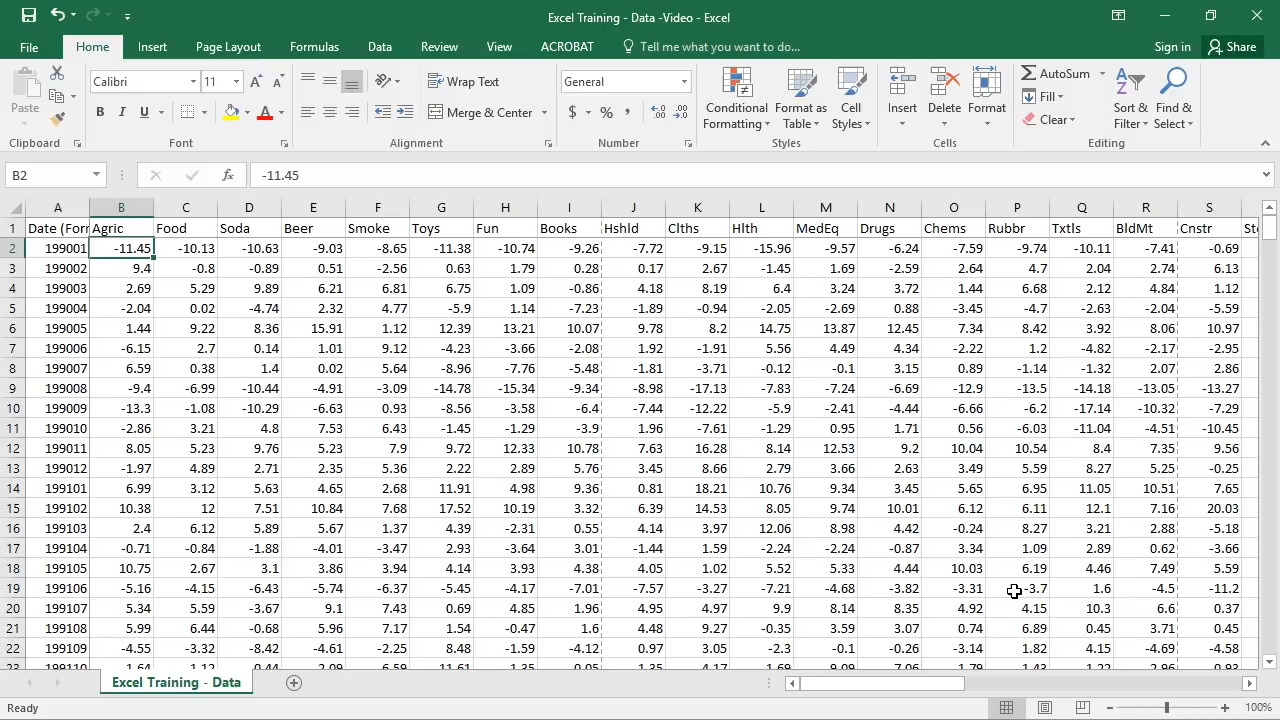 Excel Training - Data -Video - Excel
File Home Insert Page Layout Formulas Data Review View ACROBAT Tell me what you want to do... Sign in Share
Calibri 11 Wrap Text General AutoSum
Paste Conditional Format as Cell Insert Delete Format Fill Sort & Find &
B I U A Merge & Center $ % , Formatting Table Styles Clear Filter Select
Clipboard Font Alignment Number Styles Cells Editing
B2 fx -11.45
A B C D E F G H I J K L M N O P Q R S
1 Date (Forr Agric Food Soda Beer Smoke Toys Fun Books Hshld Clths Hlth MedEq Drugs Chems Rubbr Txtls BldMt Cnstr
2 199001 -11.45 -10.13 -10.63 -9.03 -8.65 -11.38 -10.74 -9.26 -7.72 -9.15 -15.96 -9.57 -6.24 -7.59 -9.74 -10.11 -7.41 -0.69
3 199002 9.4 -0.8 -0.89 0.51 -2.56 0.63 1.79 0.28 0.17 2.67 -1.45 1.69 -2.59 2.64 4.7 2.04 2.74 6.13
4 199003 2.69 5.29 9.89 6.21 6.81 6.75 1.09 -0.86 4.18 8.19 6.4 3.24 3.72 1.44 6.68 2.12 4.84 1.12
5 199004 -2.04 0.02 -4.74 2.32 4.77 -5.9 1.14 -7.23 -1.89 -0.94 -2.05 -2.69 0.88 -3.45 -4.7 -2.63 -2.04 -5.59
6 199005 1.44 9.22 8.36 15.91 1.12 12.39 13.21 10.07 9.78 8.2 14.75 13.87 12.45 7.34 8.42 3.92 8.06 10.97
7 199006 -6.15 2.7 0.14 1.01 9.12 -4.23 -3.66 -2.08 1.92 -1.91 5.56 4.49 4.34 -2.22 1.2 -4.82 -2.17 -2.95
8 199007 6.59 0.38 1.4 0.02 5.64 -8.96 -7.76 -5.48 -1.81 -3.71 -0.12 -0.1 3.15 0.89 -1.14 -1.32 2.07 2.86
9 199008 -9.4 -6.99 -10.44 -4.91 -3.09 -14.78 -15.34 -9.34 -8.98 -17.13 -7.83 -7.24 -6.69 -12.9 -13.5 -14.18 -13.05 -13.27
10 199009 -13.3 -1.08 -10.29 -6.63 0.93 -8.56 -3.58 -6.4 -7.44 -12.22 -5.9 -2.41 -4.44 -6.66 -6.2 -17.14 -10.32 -7.29
11 199010 -2.86 3.21 4.8 7.53 6.43 -1.45 -1.29 -3.9 1.96 -7.61 -1.29 0.95 1.71 0.56 -6.03 -11.04 -4.51 -10.45
12 199011 8.05 5.23 9.76 5.23 7.9 9.72 12.33 10.78 7.63 16.28 8.14 12.53 9.2 10.04 10.54 8.4 7.35 9.56
13 199012 -1.97 4.89 2.71 2.35 5.36 2.22 2.89 5.76 3.45 8.66 2.79 3.66 2.63 3.49 5.59 8.27 5.25 -0.25
14 199101 6.99 3.12 5.63 4.65 2.68 11.91 4.98 9.36 0.81 18.21 10.76 9.34 3.45 5.65 6.95 11.05 10.51 7.65
15 199102 10.38 12 7.51 10.84 7.68 17.52 10.19 3.32 6.39 14.53 8.05 9.74 10.01 6.12 6.11 12.1 7.16 20.03
16 199103 2.4 6.12 5.89 5.67 1.37 4.39 -2.31 0.55 4.14 3.97 12.06 8.98 4.42 -0.24 8.27 3.21 2.88 -5.18
17 199104 -0.71 -0.84 -1.88 -4.01 -3.47 2.93 -3.64 3.01 -1.44 1.59 -2.24 -2.24 -0.87 3.34 1.09 2.89 0.62 -3.66
18 199105 10.75 2.67 3.1 3.86 3.94 4.14 3.93 4.38 4.05 1.02 5.52 5.33 4.44 10.03 6.19 4.46 7.49 5.59
19 199106 -5.16 -4.15 -6.43 -5.74 -6.37 -5.45 -4.17 -7.01 -7.57 -3.27 -7.21 -4.68 -3.82 -3.31 -3.7 1.6 -4.5 -11.2
20 199107 5.34 5.59 -3.67 9.1 7.43 0.69 4.85 1.96 4.95 4.97 9.9 8.14 8.35 4.92 4.15 10.3 6.6 0.37
21 199108 5.99 6.44 -0.68 5.96 7.17 1.54 -0.47 1.6 4.48 9.27 -0.35 3.59 3.07 0.74 6.89 0.45 3.71 0.45
22 199109 -4.55 -3.32 -8.42 -4.61 -2.25 8.48 -1.59 -4.12 0.97 3.05 -2.3 -0.1 -0.26 -3.14 1.82 4.15 -4.69 -4.58
Excel Training - Data
Ready 100%